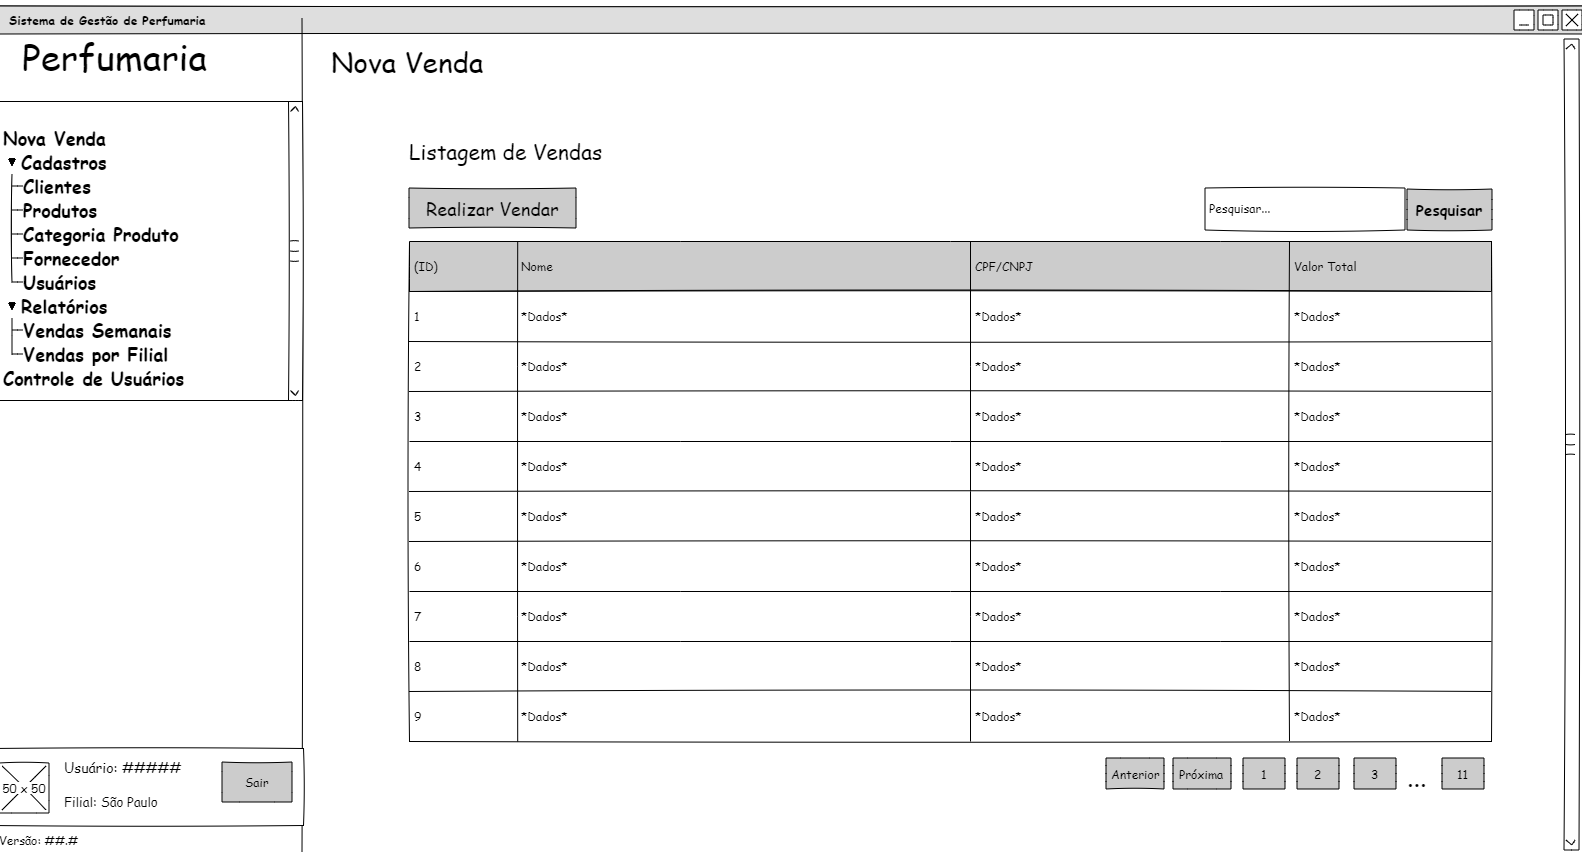 Sistema de Gestão de Perfumaria
Perfumaria
Nova Venda
Cadastros
Clientes
Produtos
Categoria Produto
Fornecedor
Usuários
Relatórios
Vendas Semanais
Vendas por Filial
Controle de Usuários
50 x 50
Usuário: #####
Filial: São Paulo
Sair
Versão: ##.#
Nova Venda
Listagem de Vendas
Realizar Vendar
Pesquisar...
Pesquisar
(ID) Nome CPF/CNPJ Valor Total
1 *Dados* *Dados* *Dados*
2 *Dados* *Dados* *Dados*
3 *Dados* *Dados* *Dados*
4 *Dados* *Dados* *Dados*
5 *Dados* *Dados* *Dados*
6 *Dados* *Dados* *Dados*
7 *Dados* *Dados* *Dados*
8 *Dados* *Dados* *Dados*
9 *Dados* *Dados* *Dados*
Anterior Próxima 1 2 3 ... 11